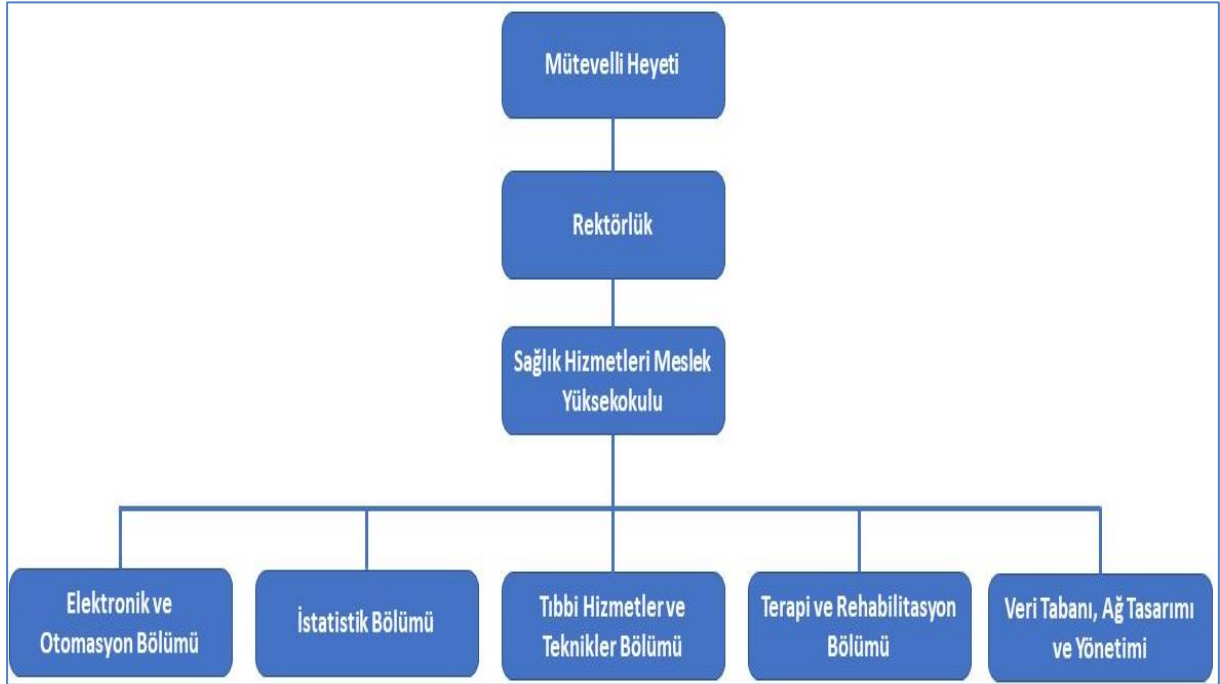 Mütevelli Heyeti
Rektörlük
Sağlık Hizmetleri Meslek
Yüksekokulu
Elektronik ve
Otomasyon Bölümü
İstatistik Bölümü
Tıbbi Hizmetler ve
Teknikler Bölümü
Terapi ve Rehabilitasyon
Bölümü
Veri Tabanı, Ağ Tasarımı
ve Yönetimi